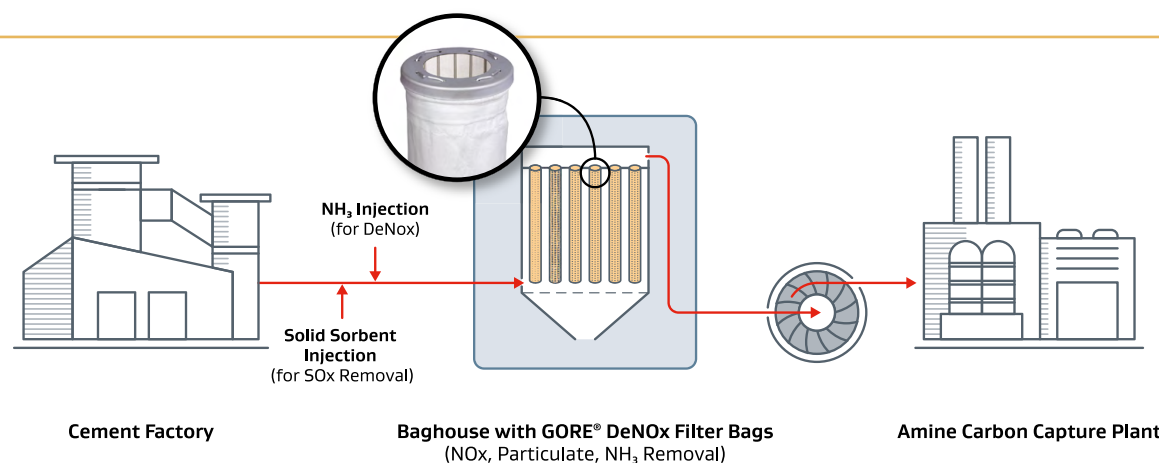 NH₃ Injection
(for DeNox)
Solid Sorbent
Injection
(for SOx Removal)
Cement Factory
Baghouse with GORE® DeNOx Filter Bags
(NOx, Particulate, NH₃ Removal)
Amine Carbon Capture Plant